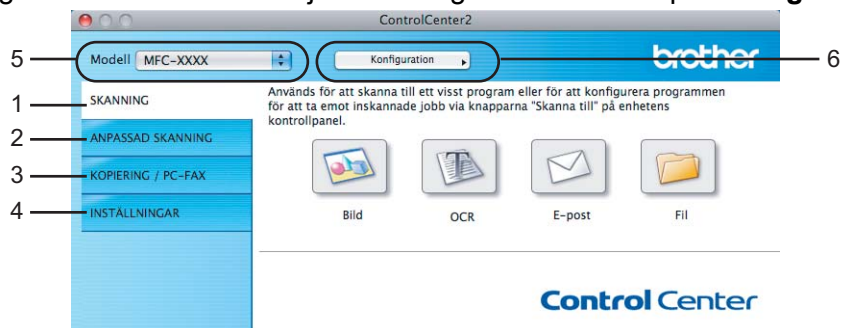 ControlCenter2
5
Modell MFC-XXXX
Konfiguration
brother
6
1
SKANNING
Används för att skanna till ett visst program eller för att konfigurera programmen
för att ta emot inskannade jobb via knapparna "Skanna till" på enhetens
kontrollpanel.
2
ANPASSAD SKANNING
3
KOPIERING / PC-FAX
4
INSTÄLLNINGAR
Bild
OCR
E-post
Fil
Control Center